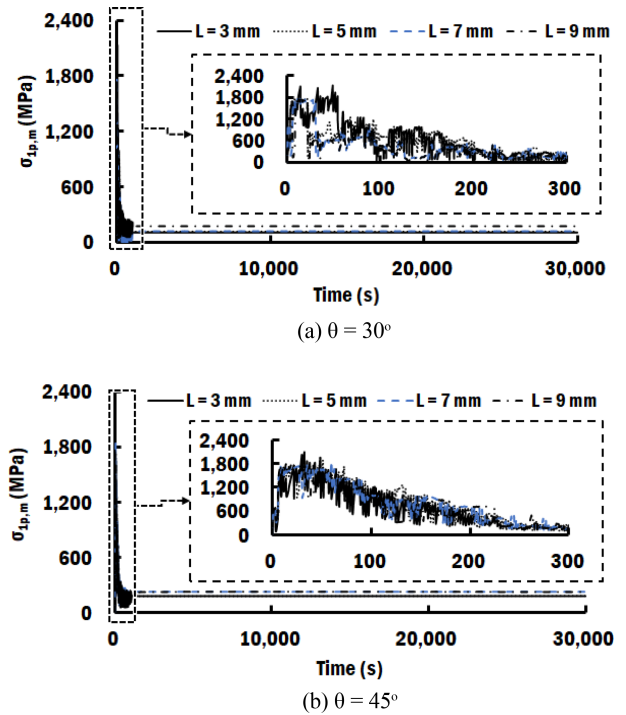 2,400
L = 3 mm L = 5 mm L = 7 mm L = 9 mm
1,800
1,200
600
0
σ1p,m (MPa)
2,400
1,800
1,200
600
0
0 100 200 300
0 10,000 20,000 30,000
Time (s)
(a) θ = 30º
2,400
L = 3 mm L = 5 mm L = 7 mm L = 9 mm
1,800
1,200
600
0
σ1p,m (MPa)
2,400
1,800
1,200
600
0
0 100 200 300
0 10,000 20,000 30,000
Time (s)
(b) θ = 45º